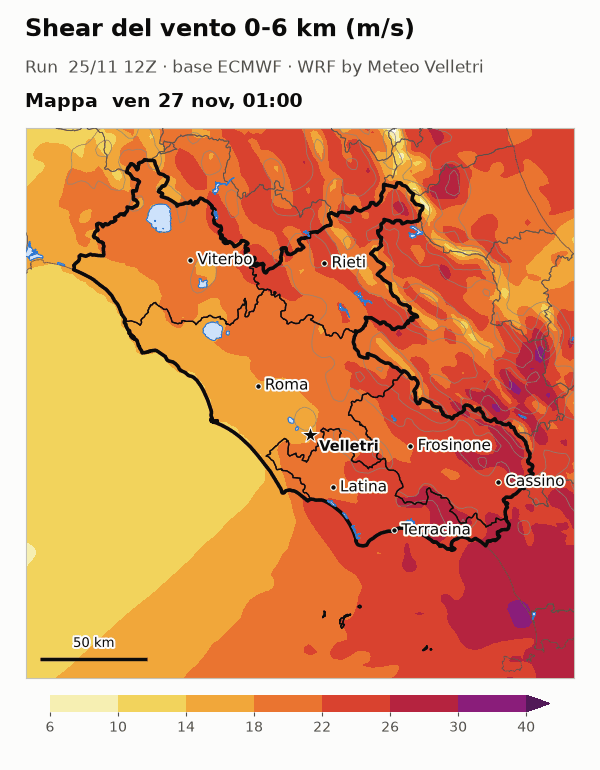 Shear del vento 0-6 km (m/s)
Run  25/11 12Z · base ECMWF · WRF by Meteo Velletri
Mappa  ven 27 nov, 01:00
Viterbo
Rieti
Roma
Velletri
Frosinone
Cassino
Latina
Terracina
50 km
6 10 14 18 22 26 30 40